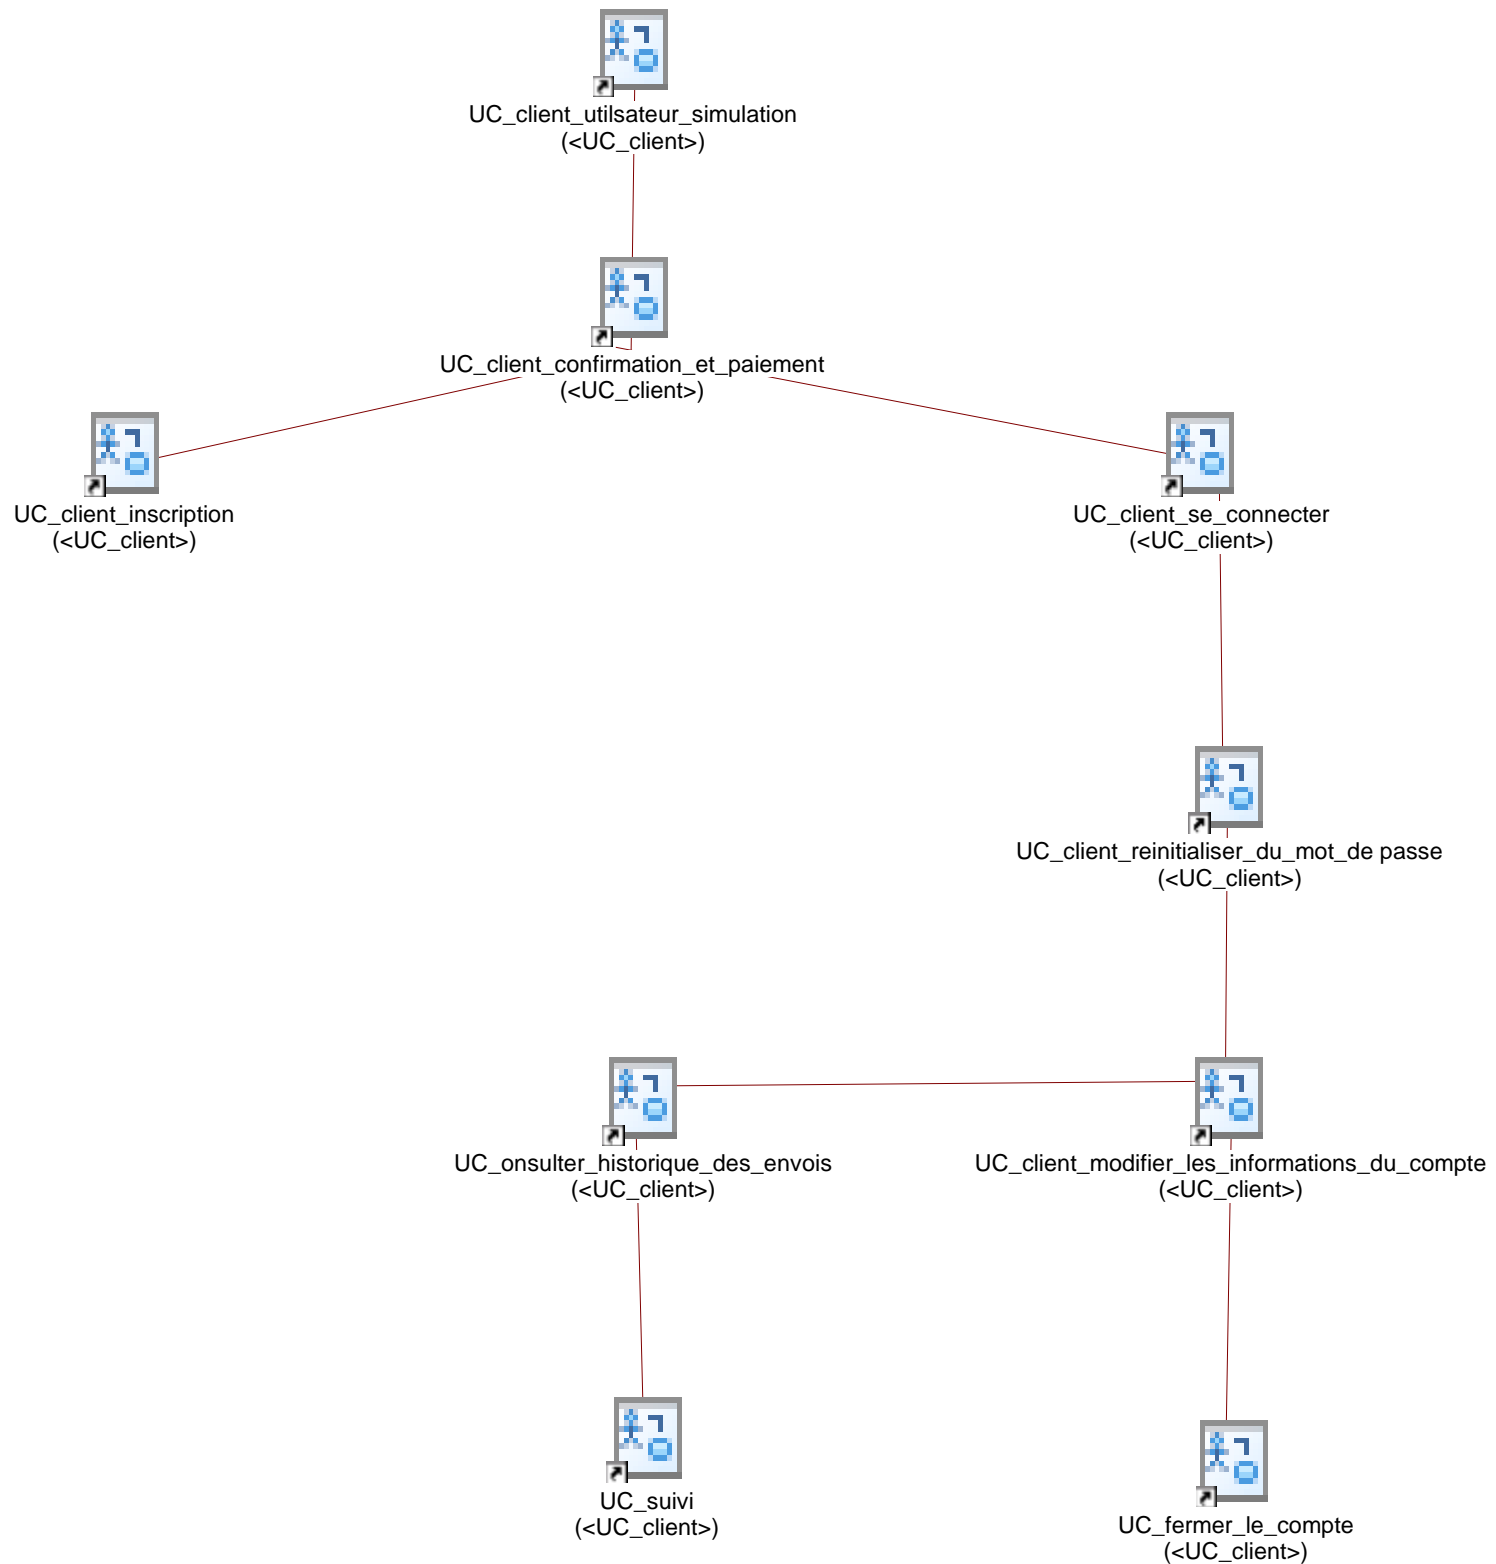 UC_client_utilsateur_simulation
(<UC_client>)
UC_client_confirmation_et_paiement
(<UC_client>)
UC_client_inscription
(<UC_client>)
UC_client_se_connecter
(<UC_client>)
UC_client_reinitialiser_du_mot_de passe
(<UC_client>)
UC_onsulter_historique_des_envois
(<UC_client>)
UC_client_modifier_les_informations_du_compte
(<UC_client>)
UC_suivi
(<UC_client>)
UC_fermer_le_compte
(<UC_client>)